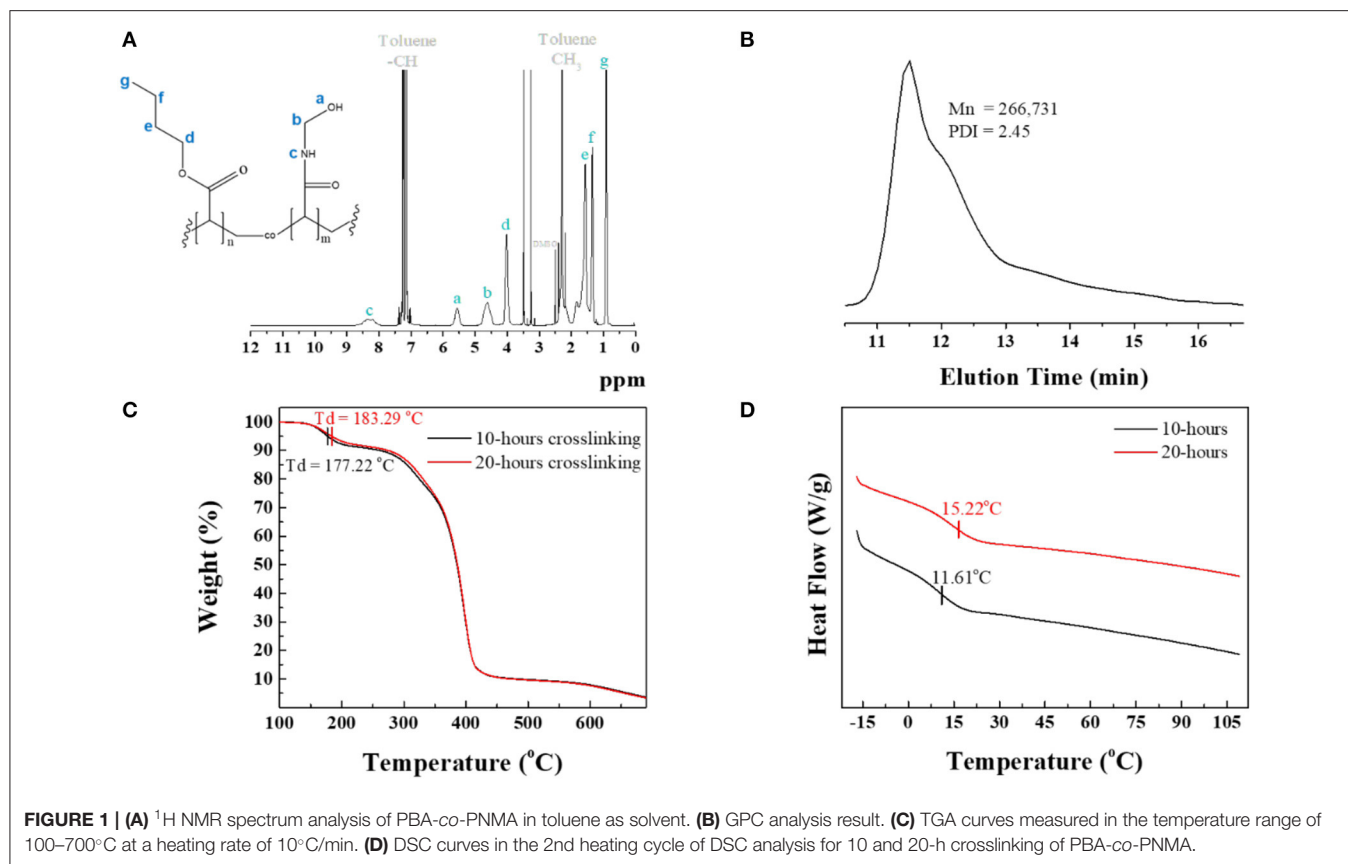 A
Toluene
-CH
Toluene
CH3
g
g
f
e
d
a
OH
b
c NH
O
O
O
n
co
m
c
a
b
d
DMSO
e
f
12 11 10 9 8 7 6 5 4 3 2 1 0
ppm
B
Mn = 266,731
PDI = 2.45
11 12 13 14 15 16
Elution Time (min)
C
Td = 183.29 °C
Td = 177.22 °C
10-hours crosslinking
20-hours crosslinking
100
90
80
70
60
50
40
30
20
10
Weight (%)
100 200 300 400 500 600
Temperature (°C)
D
10-hours
20-hours
15.22°C
11.61°C
Heat Flow (W/g)
-15 0 15 30 45 60 75 90 105
Temperature (°C)
FIGURE 1 | (A) 1H NMR spectrum analysis of PBA-co-PNMA in toluene as solvent. (B) GPC analysis result. (C) TGA curves measured in the temperature range of
100–700°C at a heating rate of 10°C/min. (D) DSC curves in the 2nd heating cycle of DSC analysis for 10 and 20-h crosslinking of PBA-co-PNMA.